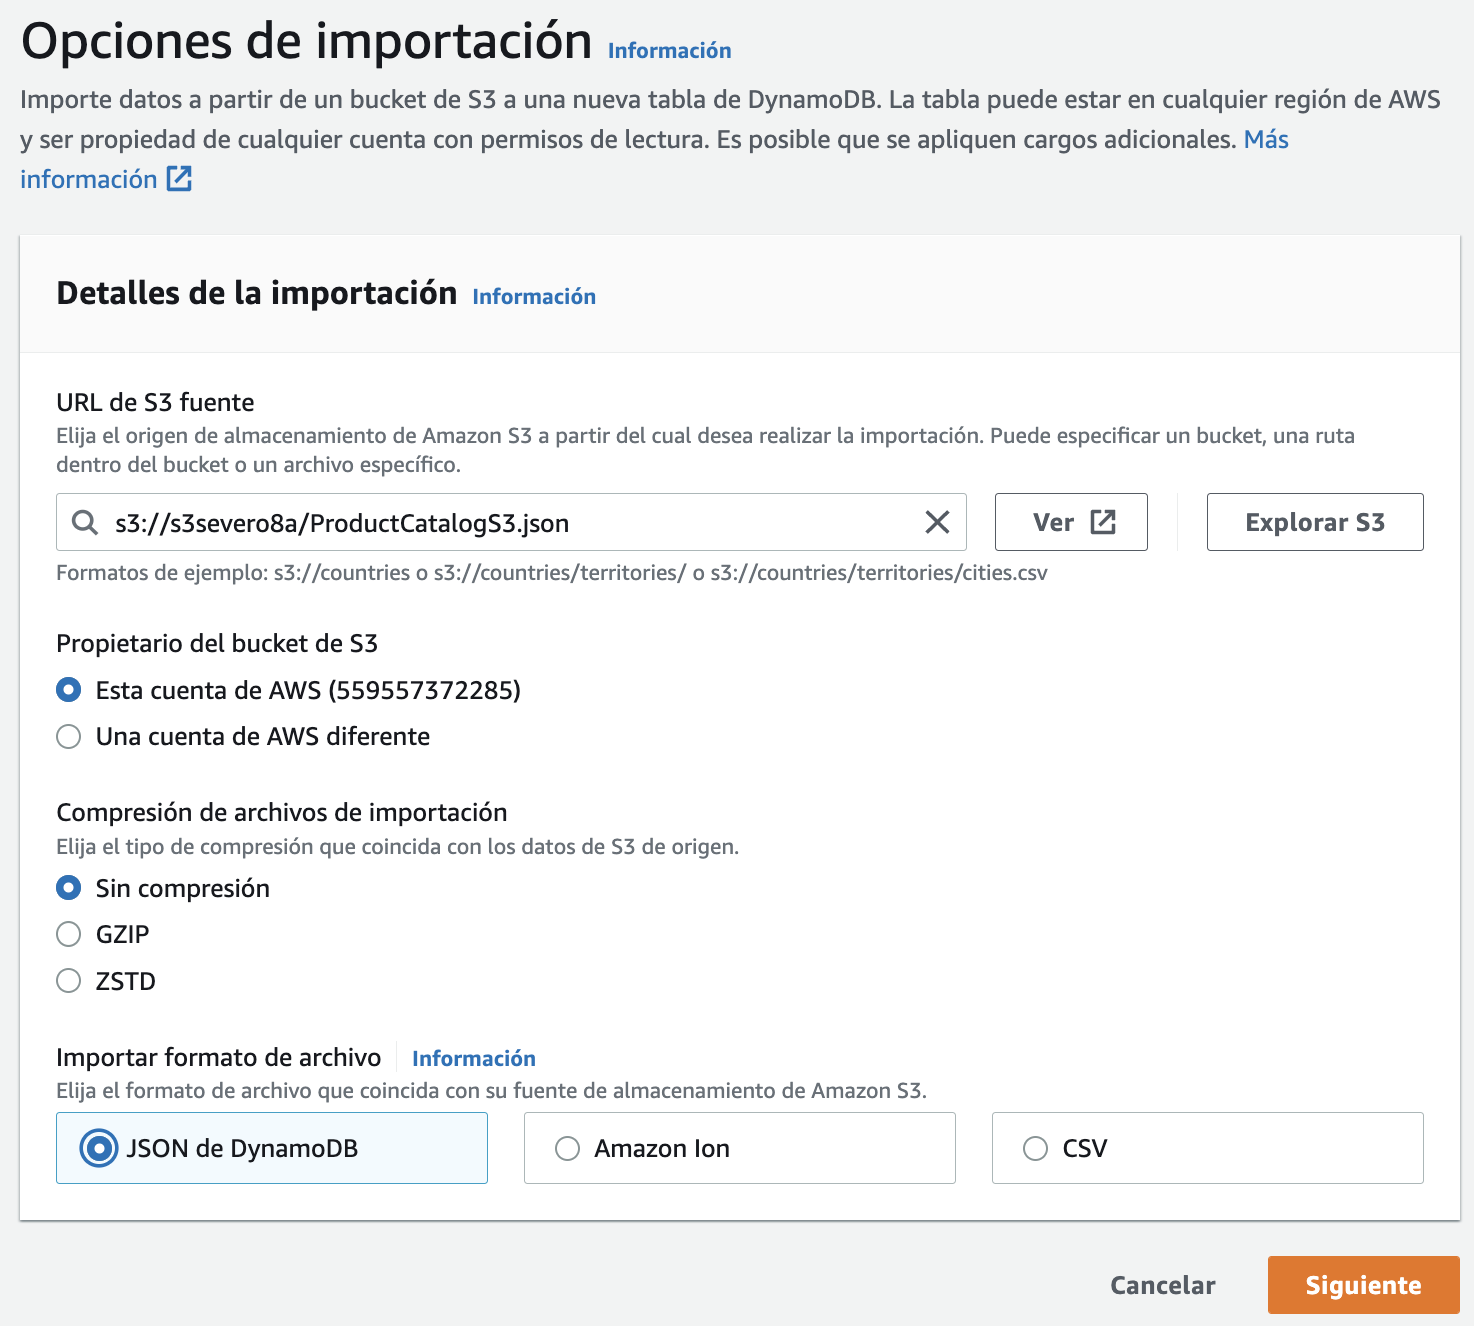 Opciones de importación Información
Importe datos a partir de un bucket de S3 a una nueva tabla de DynamoDB. La tabla puede estar en cualquier región de AWS
y ser propiedad de cualquier cuenta con permisos de lectura. Es posible que se apliquen cargos adicionales. Más
información
Detalles de la importación Información
URL de S3 fuente
Elija el origen de almacenamiento de Amazon S3 a partir del cual desea realizar la importación. Puede especificar un bucket, una ruta
dentro del bucket o un archivo específico.
s3://s3severo8a/ProductCatalogS3.json
Ver
Explorar S3
Formatos de ejemplo: s3://countries o s3://countries/territories/ o s3://countries/territories/cities.csv
Propietario del bucket de S3
Esta cuenta de AWS (559557372285)
Una cuenta de AWS diferente
Compresión de archivos de importación
Elija el tipo de compresión que coincida con los datos de S3 de origen.
Sin compresión
GZIP
ZSTD
Importar formato de archivo Información
Elija el formato de archivo que coincida con su fuente de almacenamiento de Amazon S3.
JSON de DynamoDB
Amazon Ion
CSV
Cancelar
Siguiente